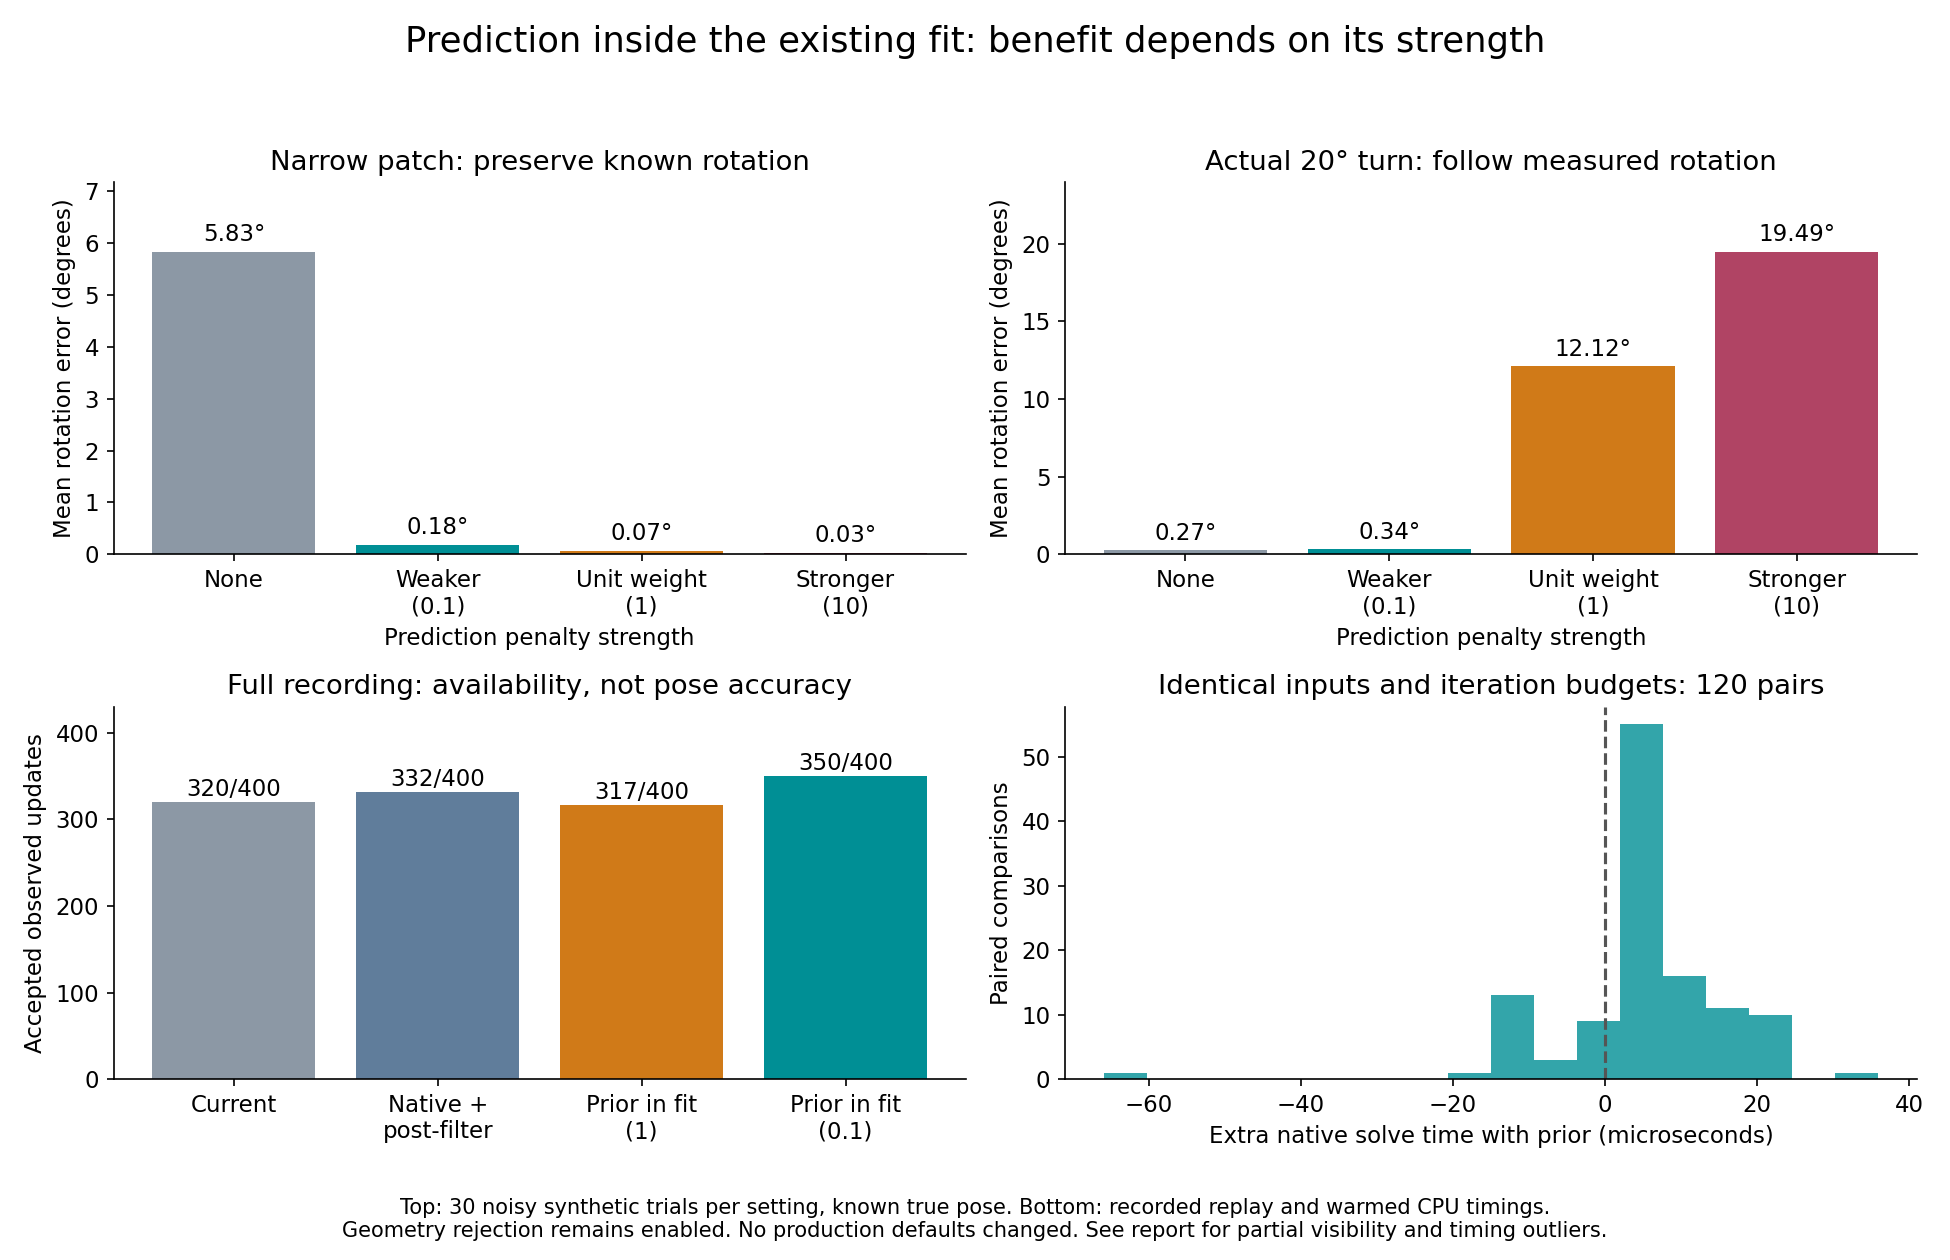 Prediction inside the existing fit: benefit depends on its strength
Narrow patch: preserve known rotation
Mean rotation error (degrees)
7
6
5
4
3
2
1
0
5.83°
0.18°
0.07°
0.03°
None
Weaker
(0.1)
Unit weight
(1)
Stronger
(10)
Prediction penalty strength
Actual 20° turn: follow measured rotation
Mean rotation error (degrees)
20
15
10
5
0
0.27°
0.34°
12.12°
19.49°
None
Weaker
(0.1)
Unit weight
(1)
Stronger
(10)
Prediction penalty strength
Full recording: availability, not pose accuracy
Accepted observed updates
400
300
200
100
0
320/400
332/400
317/400
350/400
Current
Native +
post-filter
Prior in fit
(1)
Prior in fit
(0.1)
Identical inputs and iteration budgets: 120 pairs
Paired comparisons
50
40
30
20
10
0
−60
−40
−20
0
20
40
Extra native solve time with prior (microseconds)
Top: 30 noisy synthetic trials per setting, known true pose. Bottom: recorded replay and warmed CPU timings.
Geometry rejection remains enabled. No production defaults changed. See report for partial visibility and timing outliers.